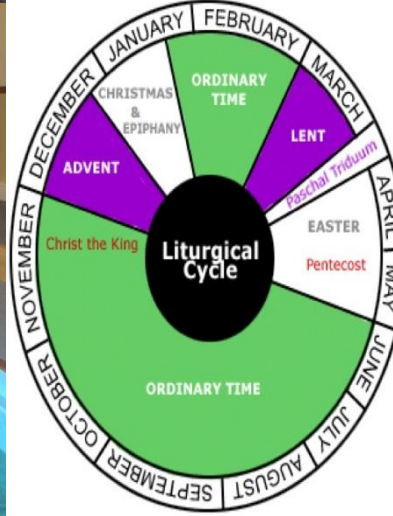 JANUARY
FEBRUARY
MARCH
APRIL
MAY
JUNE
JULY
AUGUST
SEPTEMBER
OCTOBER
NOVEMBER
DECEMBER
CHRISTMAS
&
EPIPHANY
ORDINARY
TIME
LENT
Paschal Triduum
EASTER
Pentecost
ORDINARY TIME
Christ the King
ADVENT
Liturgical
Cycle